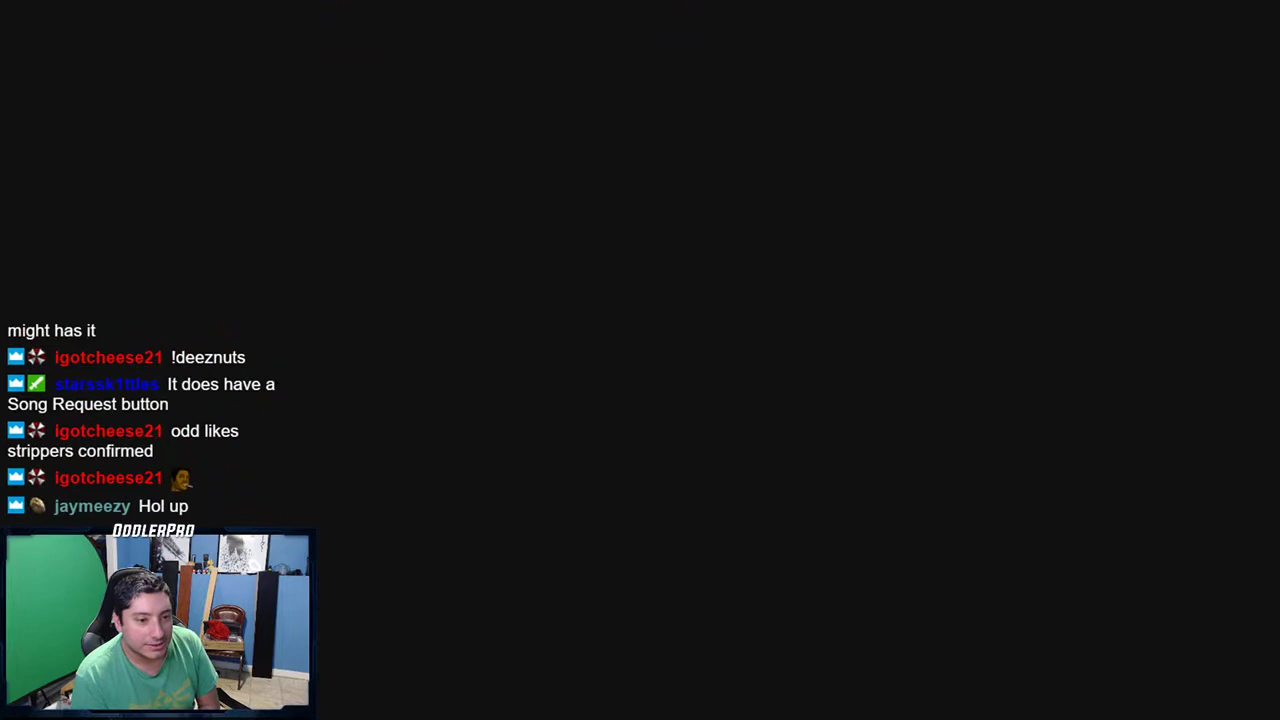 might has it
igotcheese21 !deeznuts
starssk1ttles It does have a
Song Request button
igotcheese21 odd likes
strippers confirmed
igotcheese21
jaymeezy Hol up
ODDLERPRO